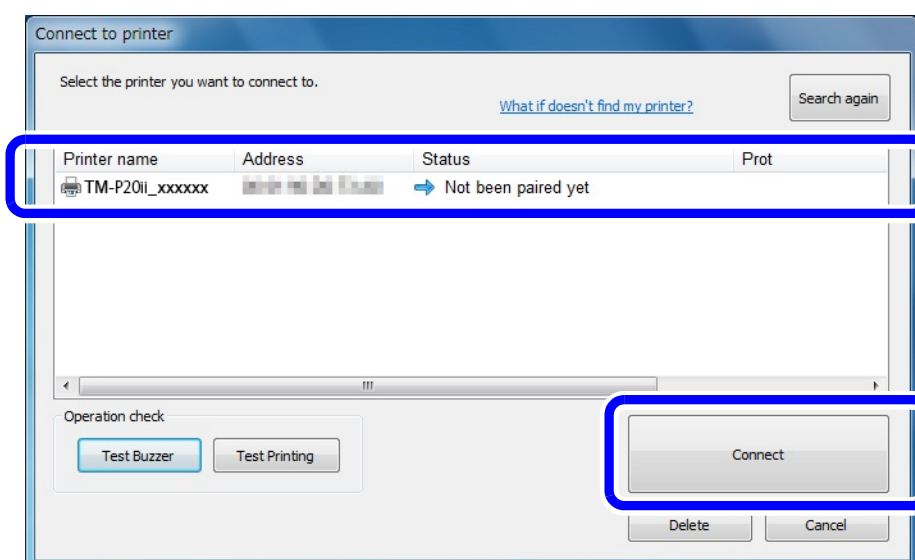 Connect to printer
Select the printer you want to connect to.
What if doesn't find my printer?
Search again
Printer name Address Status Prot
TM-P20ii_xxxxxx Not been paired yet
Operation check
Test Buzzer Test Printing
Connect
Delete Cancel